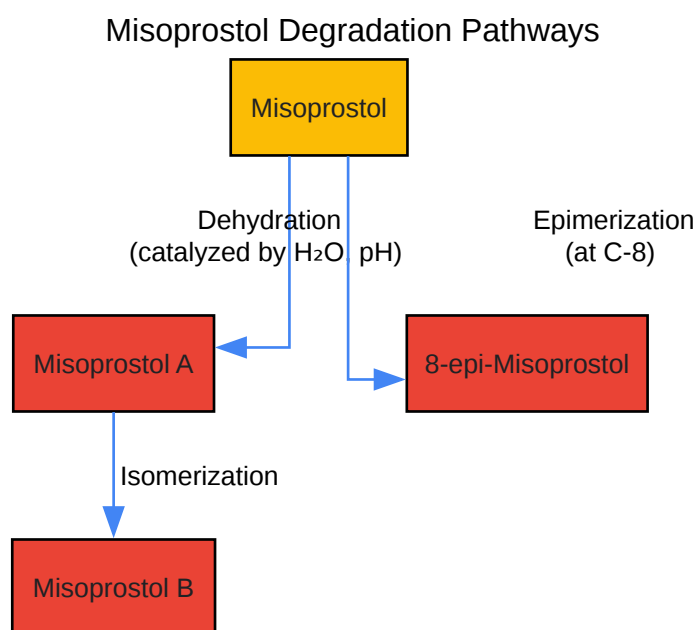 Misoprostol Degradation Pathways
Misoprostol
Dehydration
(catalyzed by H₂O, pH)
Epimerization
(at C-8)
Misoprostol A
8-epi-Misoprostol
Isomerization
Misoprostol B